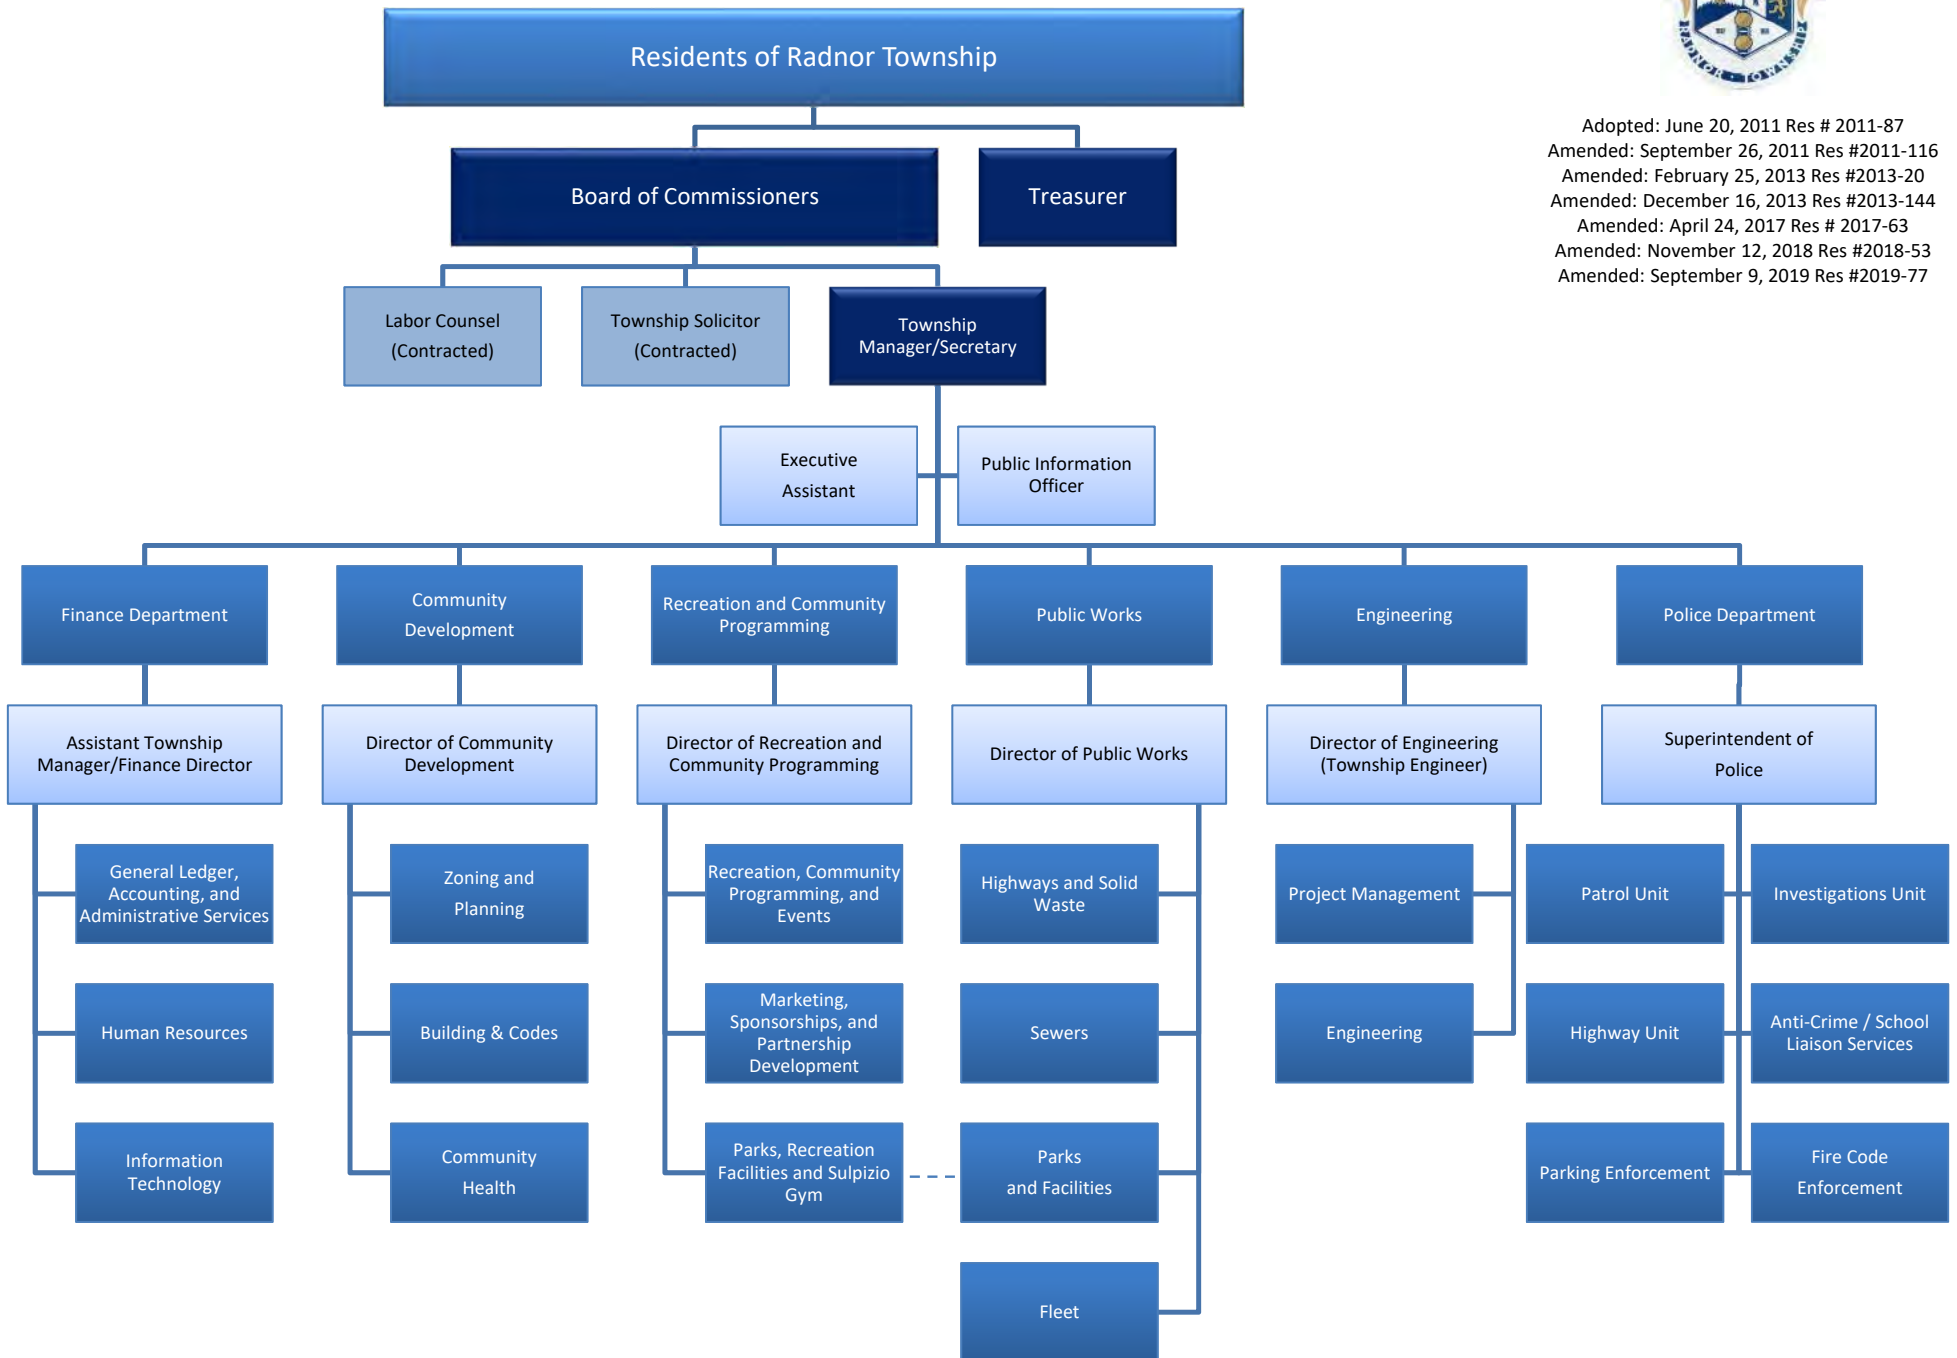 RADNOR · TOWNSHIP
Residents of Radnor Township
Adopted: June 20, 2011 Res # 2011-87
Amended: September 26, 2011 Res #2011-116
Amended: February 25, 2013 Res #2013-20
Amended: December 16, 2013 Res #2013-144
Amended: April 24, 2017 Res # 2017-63
Amended: November 12, 2018 Res #2018-53
Amended: September 9, 2019 Res #2019-77
Board of Commissioners
Treasurer
Labor Counsel
(Contracted)
Township Solicitor
(Contracted)
Township
Manager/Secretary
Executive
Assistant
Public Information
Officer
Finance Department
Community
Development
Recreation and Community
Programming
Public Works
Engineering
Police Department
Assistant Township
Manager/Finance Director
Director of Community
Development
Director of Recreation and
Community Programming
Director of Public Works
Director of Engineering
(Township Engineer)
Superintendent of
Police
General Ledger,
Accounting, and
Administrative Services
Zoning and
Planning
Recreation, Community
Programming, and
Events
Highways and Solid
Waste
Project Management
Patrol Unit
Investigations Unit
Human Resources
Building & Codes
Marketing,
Sponsorships, and
Partnership
Development
Sewers
Engineering
Highway Unit
Anti-Crime / School
Liaison Services
Information
Technology
Community
Health
Parks, Recreation
Facilities and Sulpizio
Gym
Parks
and Facilities
Parking Enforcement
Fire Code
Enforcement
Fleet